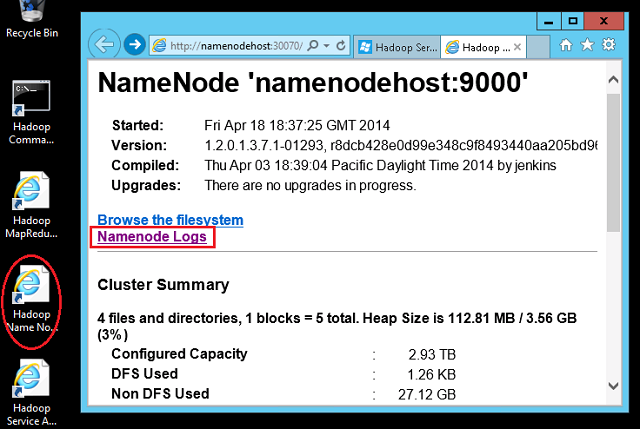 Recycle Bin
Hadoop
Comma...
Hadoop
MapRedu...
Hadoop
Name No...
Hadoop
Service A...
http://namenodehost:30070/
Hadoop Ser...
Hadoop ...
NameNode 'namenodehost:9000'
Started: Fri Apr 18 18:37:25 GMT 2014
Version: 1.2.0.1.3.7.1-01293, r8dcb428e0d99e348c9f8493440aa205bd96
Compiled: Thu Apr 03 18:39:04 Pacific Daylight Time 2014 by jenkins
Upgrades: There are no upgrades in progress.
Browse the filesystem
Namenode Logs
Cluster Summary
4 files and directories, 1 blocks = 5 total. Heap Size is 112.81 MB / 3.56 GB
(3%)
Configured Capacity : 2.93 TB
DFS Used : 1.26 KB
Non DFS Used : 27.12 GB